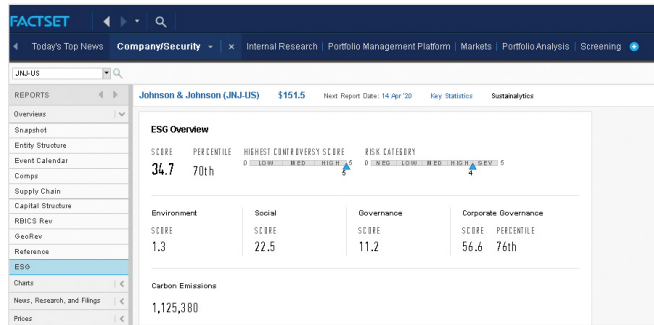 FACTSET
Today's Top News Company/Security × Internal Research Portfolio Management Platform Markets Portfolio Analysis Screening
JNJ-US
REPORTS
Johnson & Johnson (JNJ-US) $151.5 Next Report Date: 14 Apr '20 Key Statistics Sustainalytics
Overviews
Snapshot
Entity Structure
Event Calendar
Comps
Supply Chain
Capital Structure
RBICS Rev
GeoRev
Reference
ESG
Charts
News, Research, and Filings
Prices
ESG Overview
SCORE PERCENTILE HIGHEST CONTROVERSY SCORE RISK CATEGORY
0 LOW MED HIGH 5 0 NEG LOW MED HIGH SEV 5
34.7 70th 5 4
Environment Social Governance Corporate Governance
SCORE SCORE SCORE SCORE PERCENTILE
1.3 22.5 11.2 56.6 76th
Carbon Emissions
1,125,380